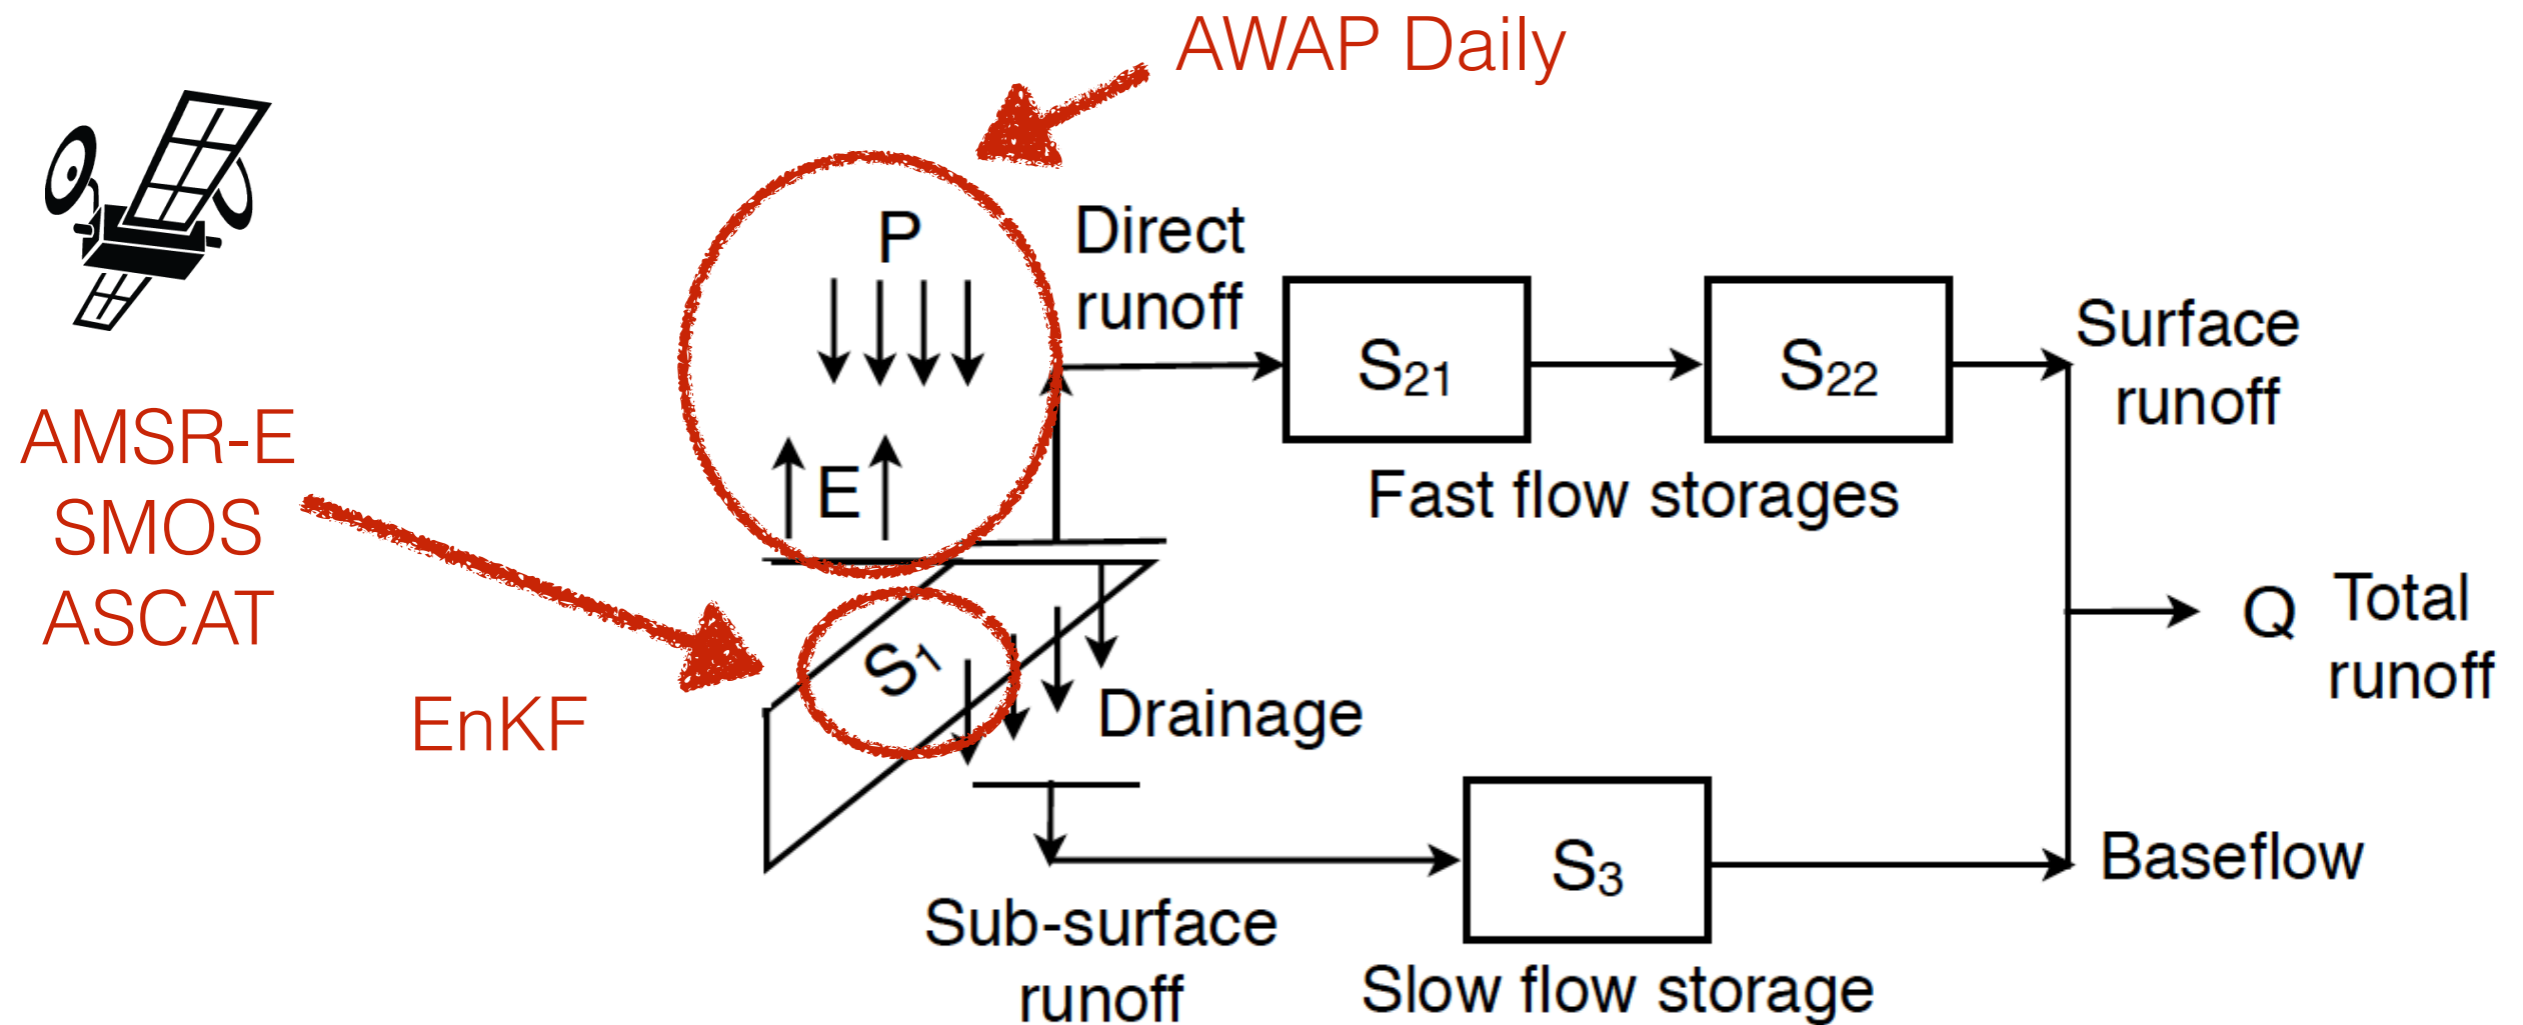 AWAP Daily
P
Direct
runoff
S21
S22
Surface
runoff
AMSR-E
SMOS
ASCAT
E
Fast flow storages
EnKF
S1
Drainage
Q
Total
runoff
S3
Baseflow
Sub-surface
runoff
Slow flow storage